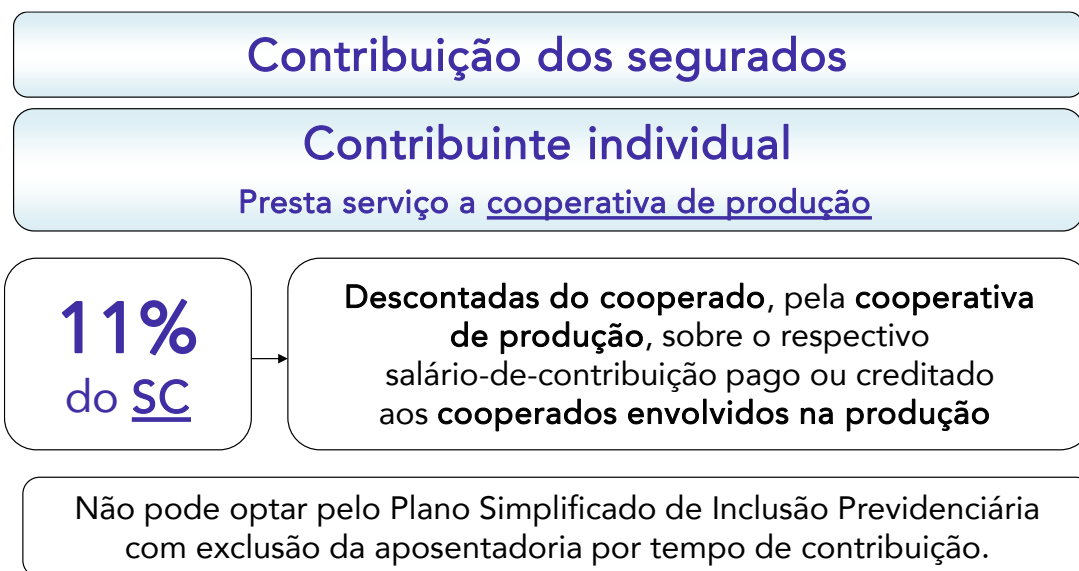 Contribuição dos segurados
Contribuinte individual
Presta serviço a cooperativa de produção
11%
do SC
Descontadas do cooperado, pela cooperativa
de produção, sobre o respectivo
salário-de-contribuição pago ou creditado
aos cooperados envolvidos na produção
Não pode optar pelo Plano Simplificado de Inclusão Previdenciária
com exclusão da aposentadoria por tempo de contribuição.